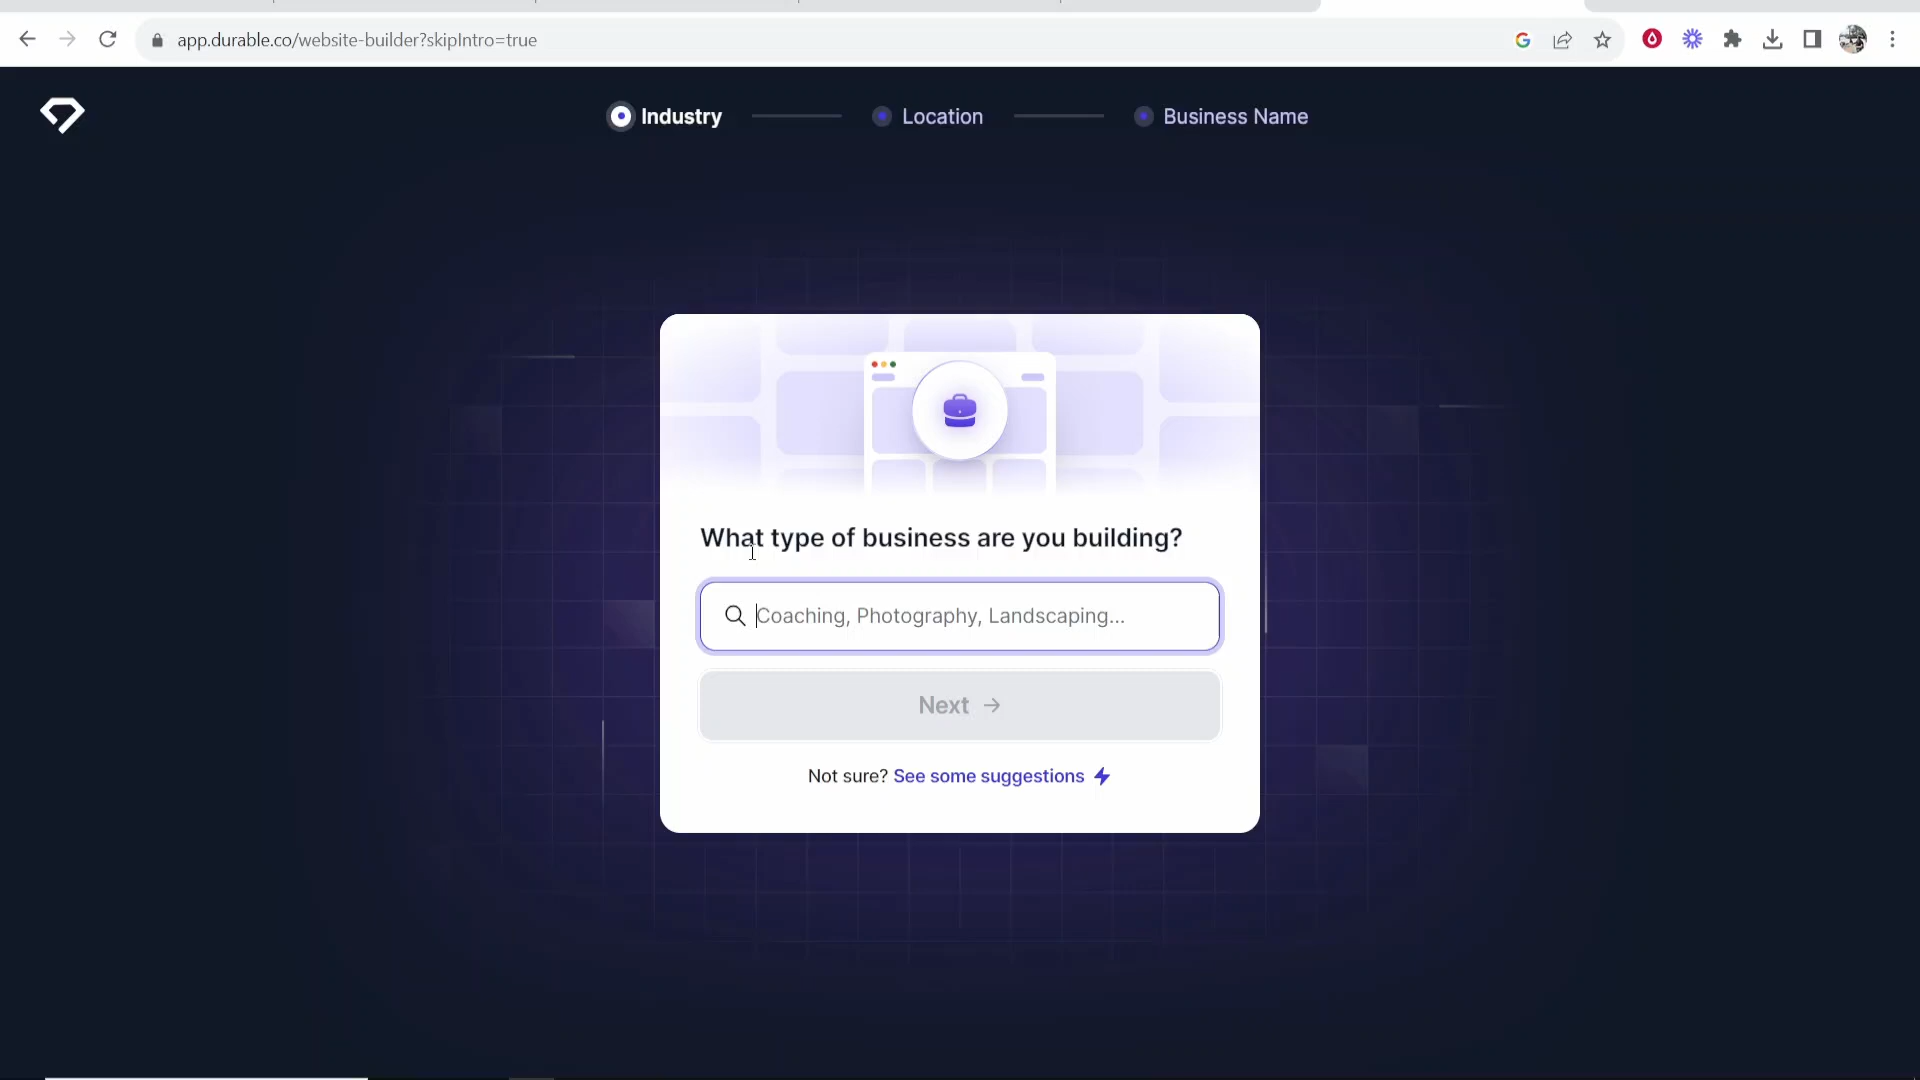 app.durable.co/website-builder?skipIntro=true
Industry
Location
Business Name
What type of business are you building?
Coaching, Photography, Landscaping...
Next →
Not sure? See some suggestions